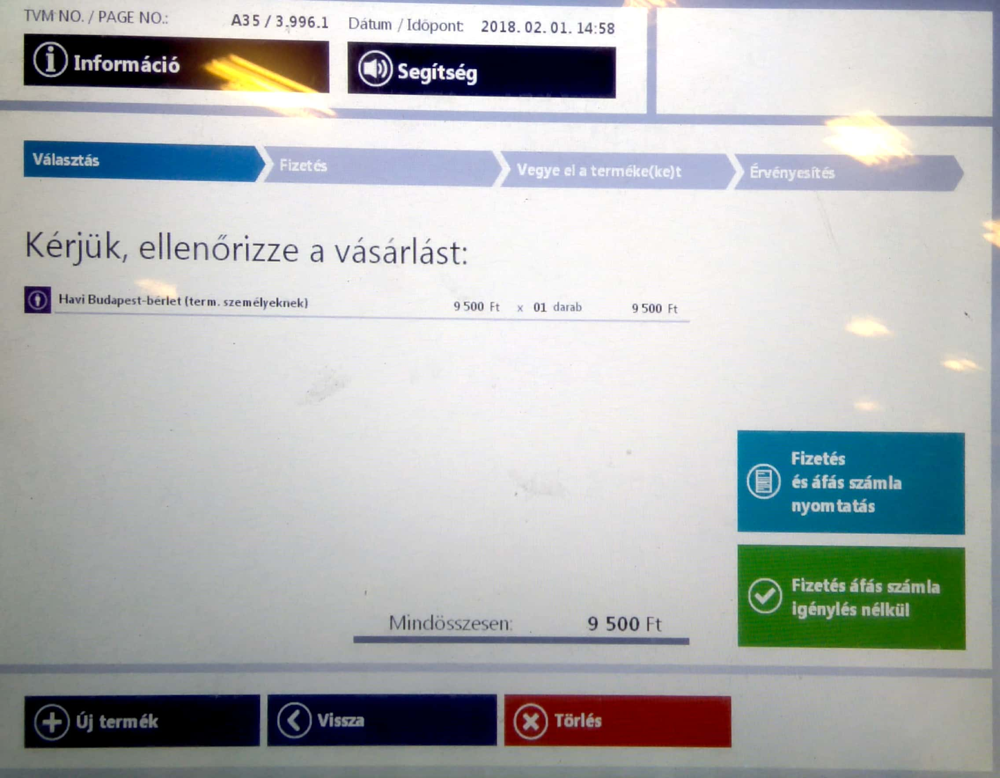 TVM NO. / PAGE NO.: A35 / 3.996.1 Dátum / Időpont 2018. 02. 01. 14:58
Információ
Segítség
Választás
Fizetés
Vegye el a terméke(ke)t
Érvényesítés
Kérjük, ellenőrizze a vásárlást:
Havi Budapest-bérlet (term. személyeknek) 9 500 Ft x 01 darab 9 500 Ft
Fizetés
és áfás számla
nyomtatás
Fizetés áfás számla
igénylés nélkül
Mindösszesen: 9 500 Ft
Új termék
Vissza
Törlés